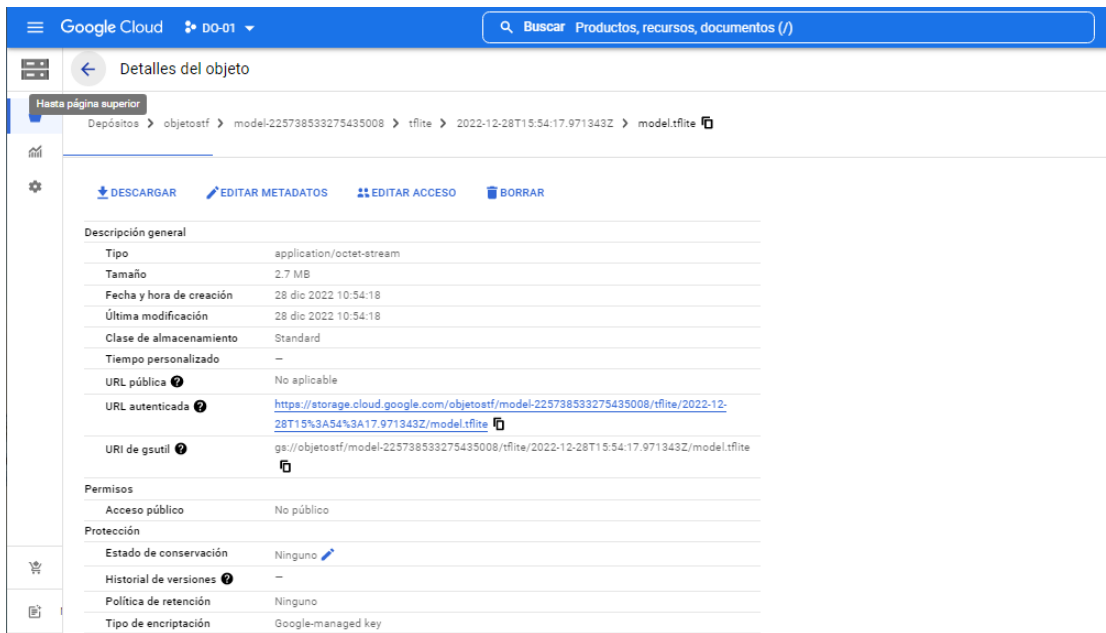 Google Cloud DO-01 Buscar Productos, recursos, documentos (/)
Detalles del objeto
Hasta página superior
Depósitos > objetostf > model-225738533275435008 > tflite > 2022-12-28T15:54:17.971343Z > model.tflite
DESCARGAR EDITAR METADATOS EDITAR ACCESO BORRAR
Descripción general
Tipo application/octet-stream
Tamaño 2.7 MB
Fecha y hora de creación 28 dic 2022 10:54:18
Última modificación 28 dic 2022 10:54:18
Clase de almacenamiento Standard
Tiempo personalizado —
URL pública No aplicable
URL autenticada https://storage.cloud.google.com/objetostf/model-225738533275435008/tflite/2022-12-
28T15%3A54%3A17.971343Z/model.tflite
URI de gsutil gs://objetostf/model-225738533275435008/tflite/2022-12-28T15:54:17.971343Z/model.tflite
Permisos
Acceso público No público
Protección
Estado de conservación Ninguno
Historial de versiones —
Política de retención Ninguno
Tipo de encriptación Google-managed key